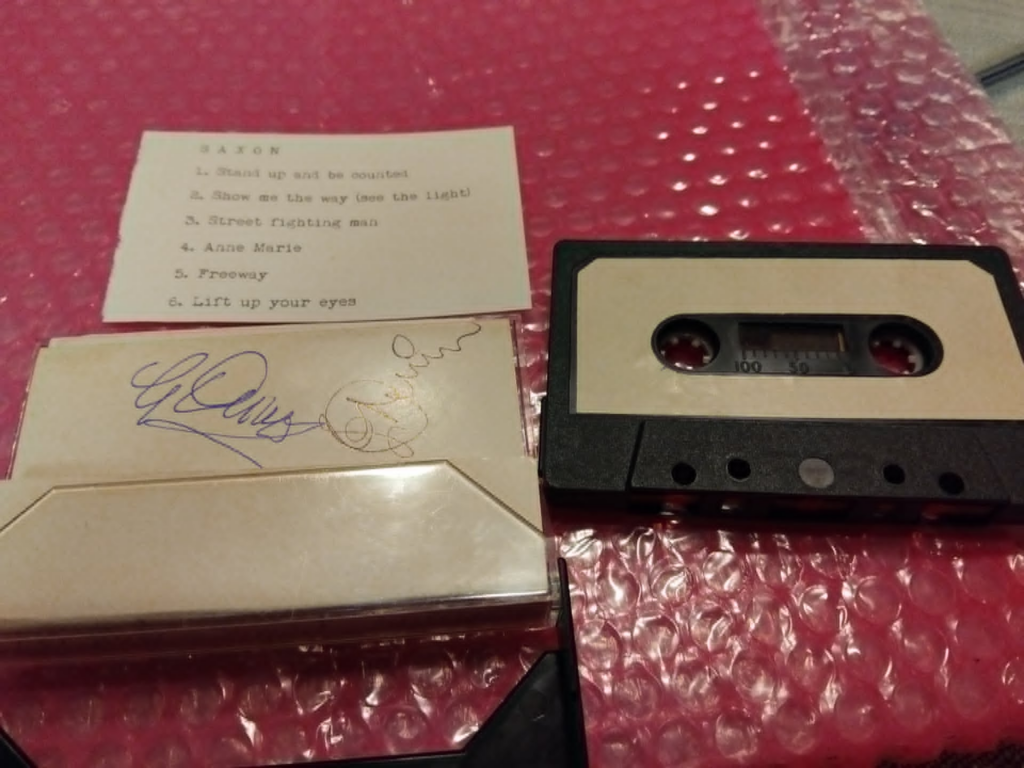 SAXON
1. Stand up and be counted
2. Show me the way (see the light)
3. Street fighting man
4. Anne Marie
5. Freeway
6. Lift up your eyes
100 50